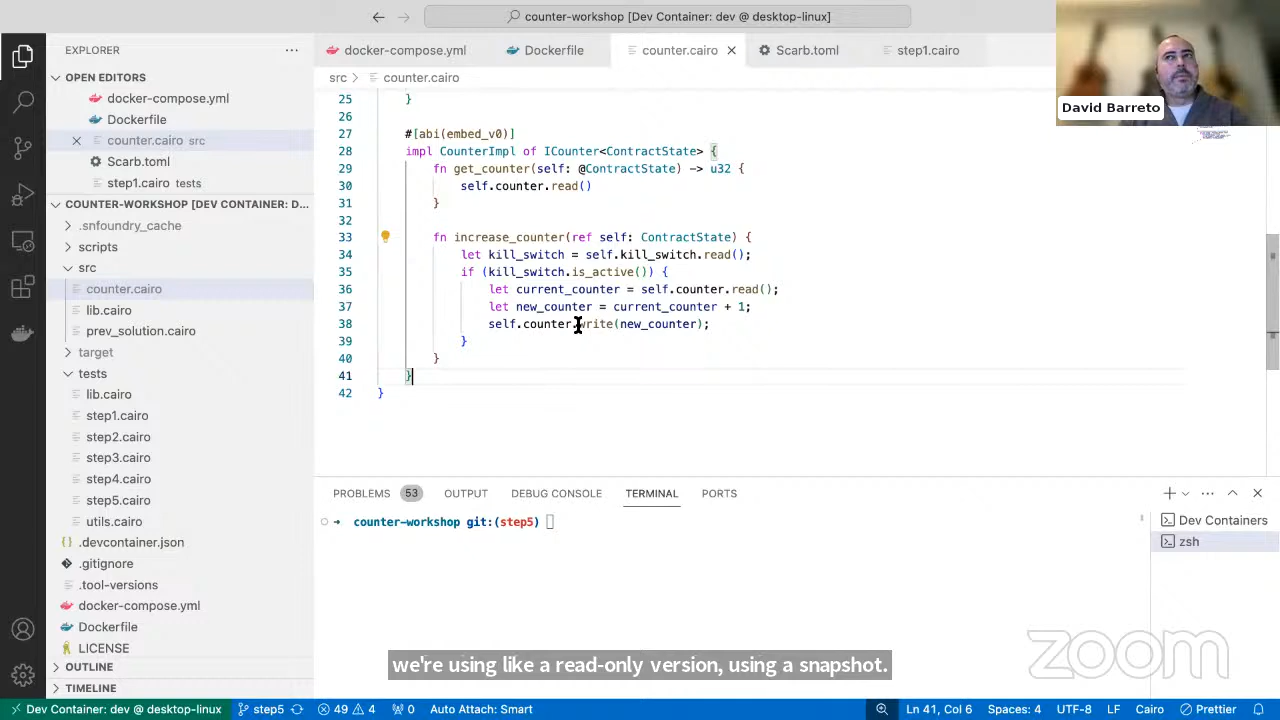 counter-workshop [Dev Container: dev @ desktop-linux]
EXPLORER
docker-compose.yml
Dockerfile
counter.cairo
Scarb.toml
step1.cairo
src > counter.cairo
OPEN EDITORS
docker-compose.yml
Dockerfile
counter.cairo src
Scarb.toml
step1.cairo tests
COUNTER-WORKSHOP [DEV CONTAINER: D...
.snfoundry_cache
scripts
src
counter.cairo
lib.cairo
prev_solution.cairo
target
tests
lib.cairo
step1.cairo
step2.cairo
step3.cairo
step4.cairo
step5.cairo
utils.cairo
.devcontainer.json
.gitignore
.tool-versions
docker-compose.yml
Dockerfile
LICENSE
OUTLINE
TIMELINE
25 }
26
27 #[abi(embed_v0)]
28 impl CounterImpl of ICounter<ContractState> {
29 fn get_counter(self: @ContractState) -> u32 {
30 self.counter.read()
31 }
32
33 fn increase_counter(ref self: ContractState) {
34 let kill_switch = self.kill_switch.read();
35 if (kill_switch.is_active()) {
36 let current_counter = self.counter.read();
37 let new_counter = current_counter + 1;
38 self.counter.write(new_counter);
39 }
40 }
41 }
42 }
David Barreto
PROBLEMS 53 OUTPUT DEBUG CONSOLE TERMINAL PORTS
counter-workshop git:(step5)
Dev Containers
zsh
we're using like a read-only version, using a snapshot.
zoom
Dev Container: dev @ desktop-linux step5 49 4 0 Auto Attach: Smart Ln 41, Col 6 Spaces: 4 UTF-8 LF Cairo Prettier